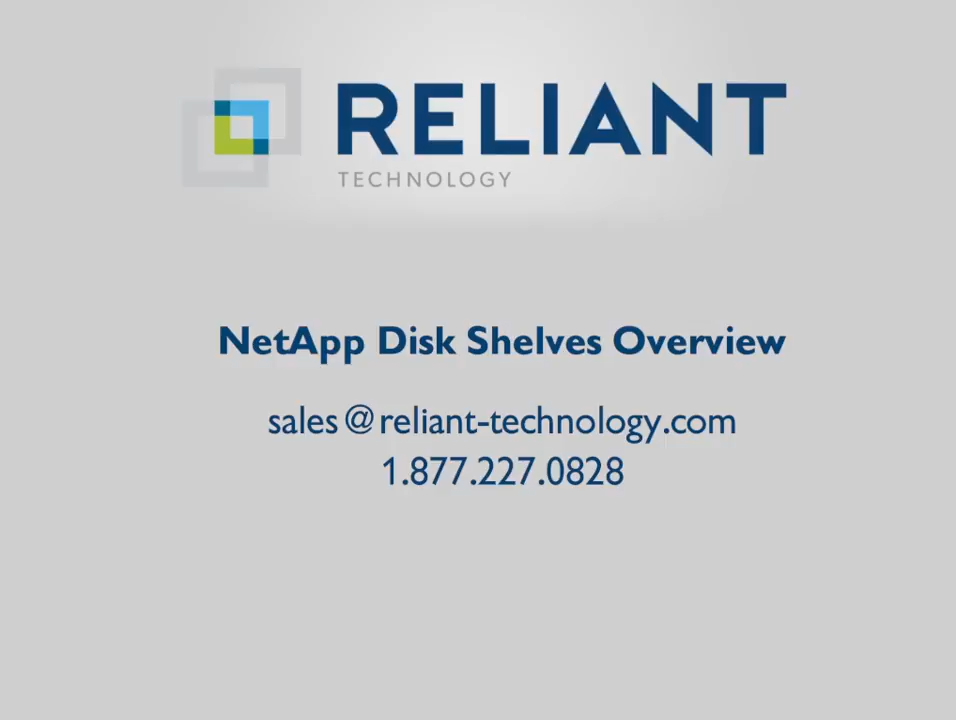 RELIANT
TECHNOLOGY
NetApp Disk Shelves Overview
sales@reliant-technology.com
1.877.227.0828